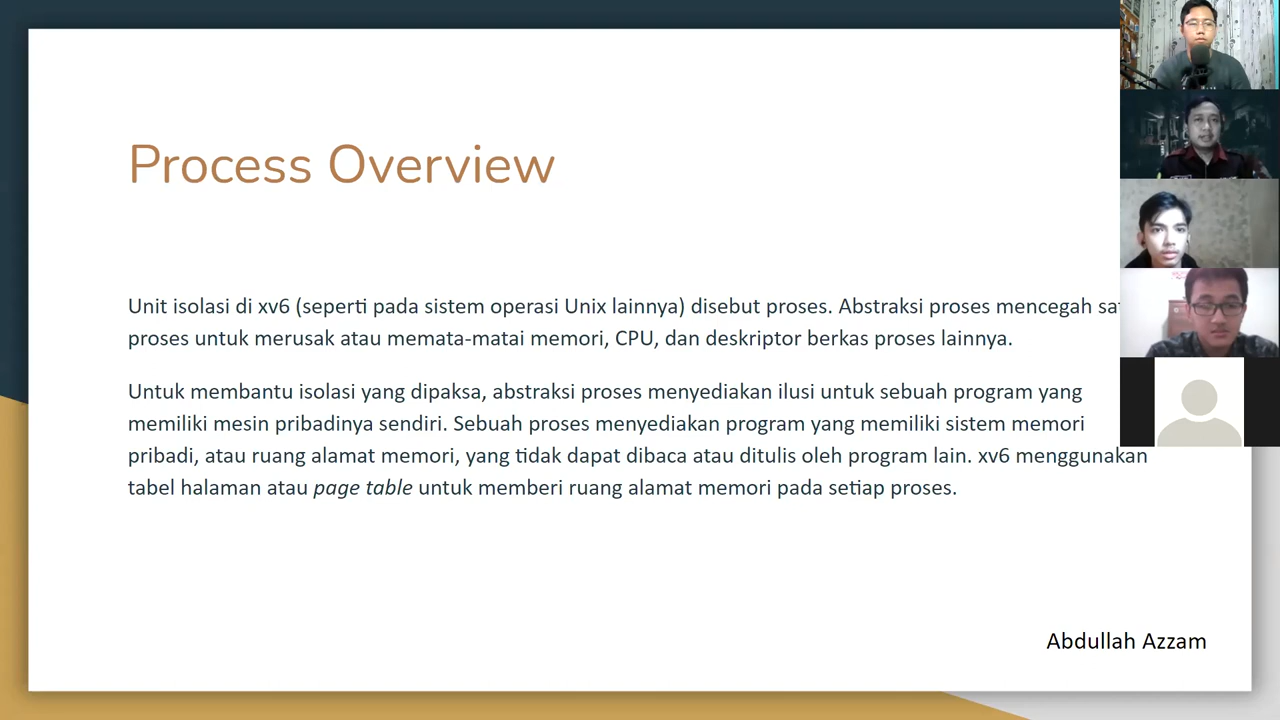 Process Overview
Unit isolasi di xv6 (seperti pada sistem operasi Unix lainnya) disebut proses. Abstraksi proses mencegah
proses untuk merusak atau memata-matai memori, CPU, dan deskriptor berkas proses lainnya.
Untuk membantu isolasi yang dipaksa, abstraksi proses menyediakan ilusi untuk sebuah program yang
memiliki mesin pribadinya sendiri. Sebuah proses menyediakan program yang memiliki sistem memori
pribadi, atau ruang alamat memori, yang tidak dapat dibaca atau ditulis oleh program lain. xv6 menggunakan
tabel halaman atau page table untuk memberi ruang alamat memori pada setiap proses.
Abdullah Azzam